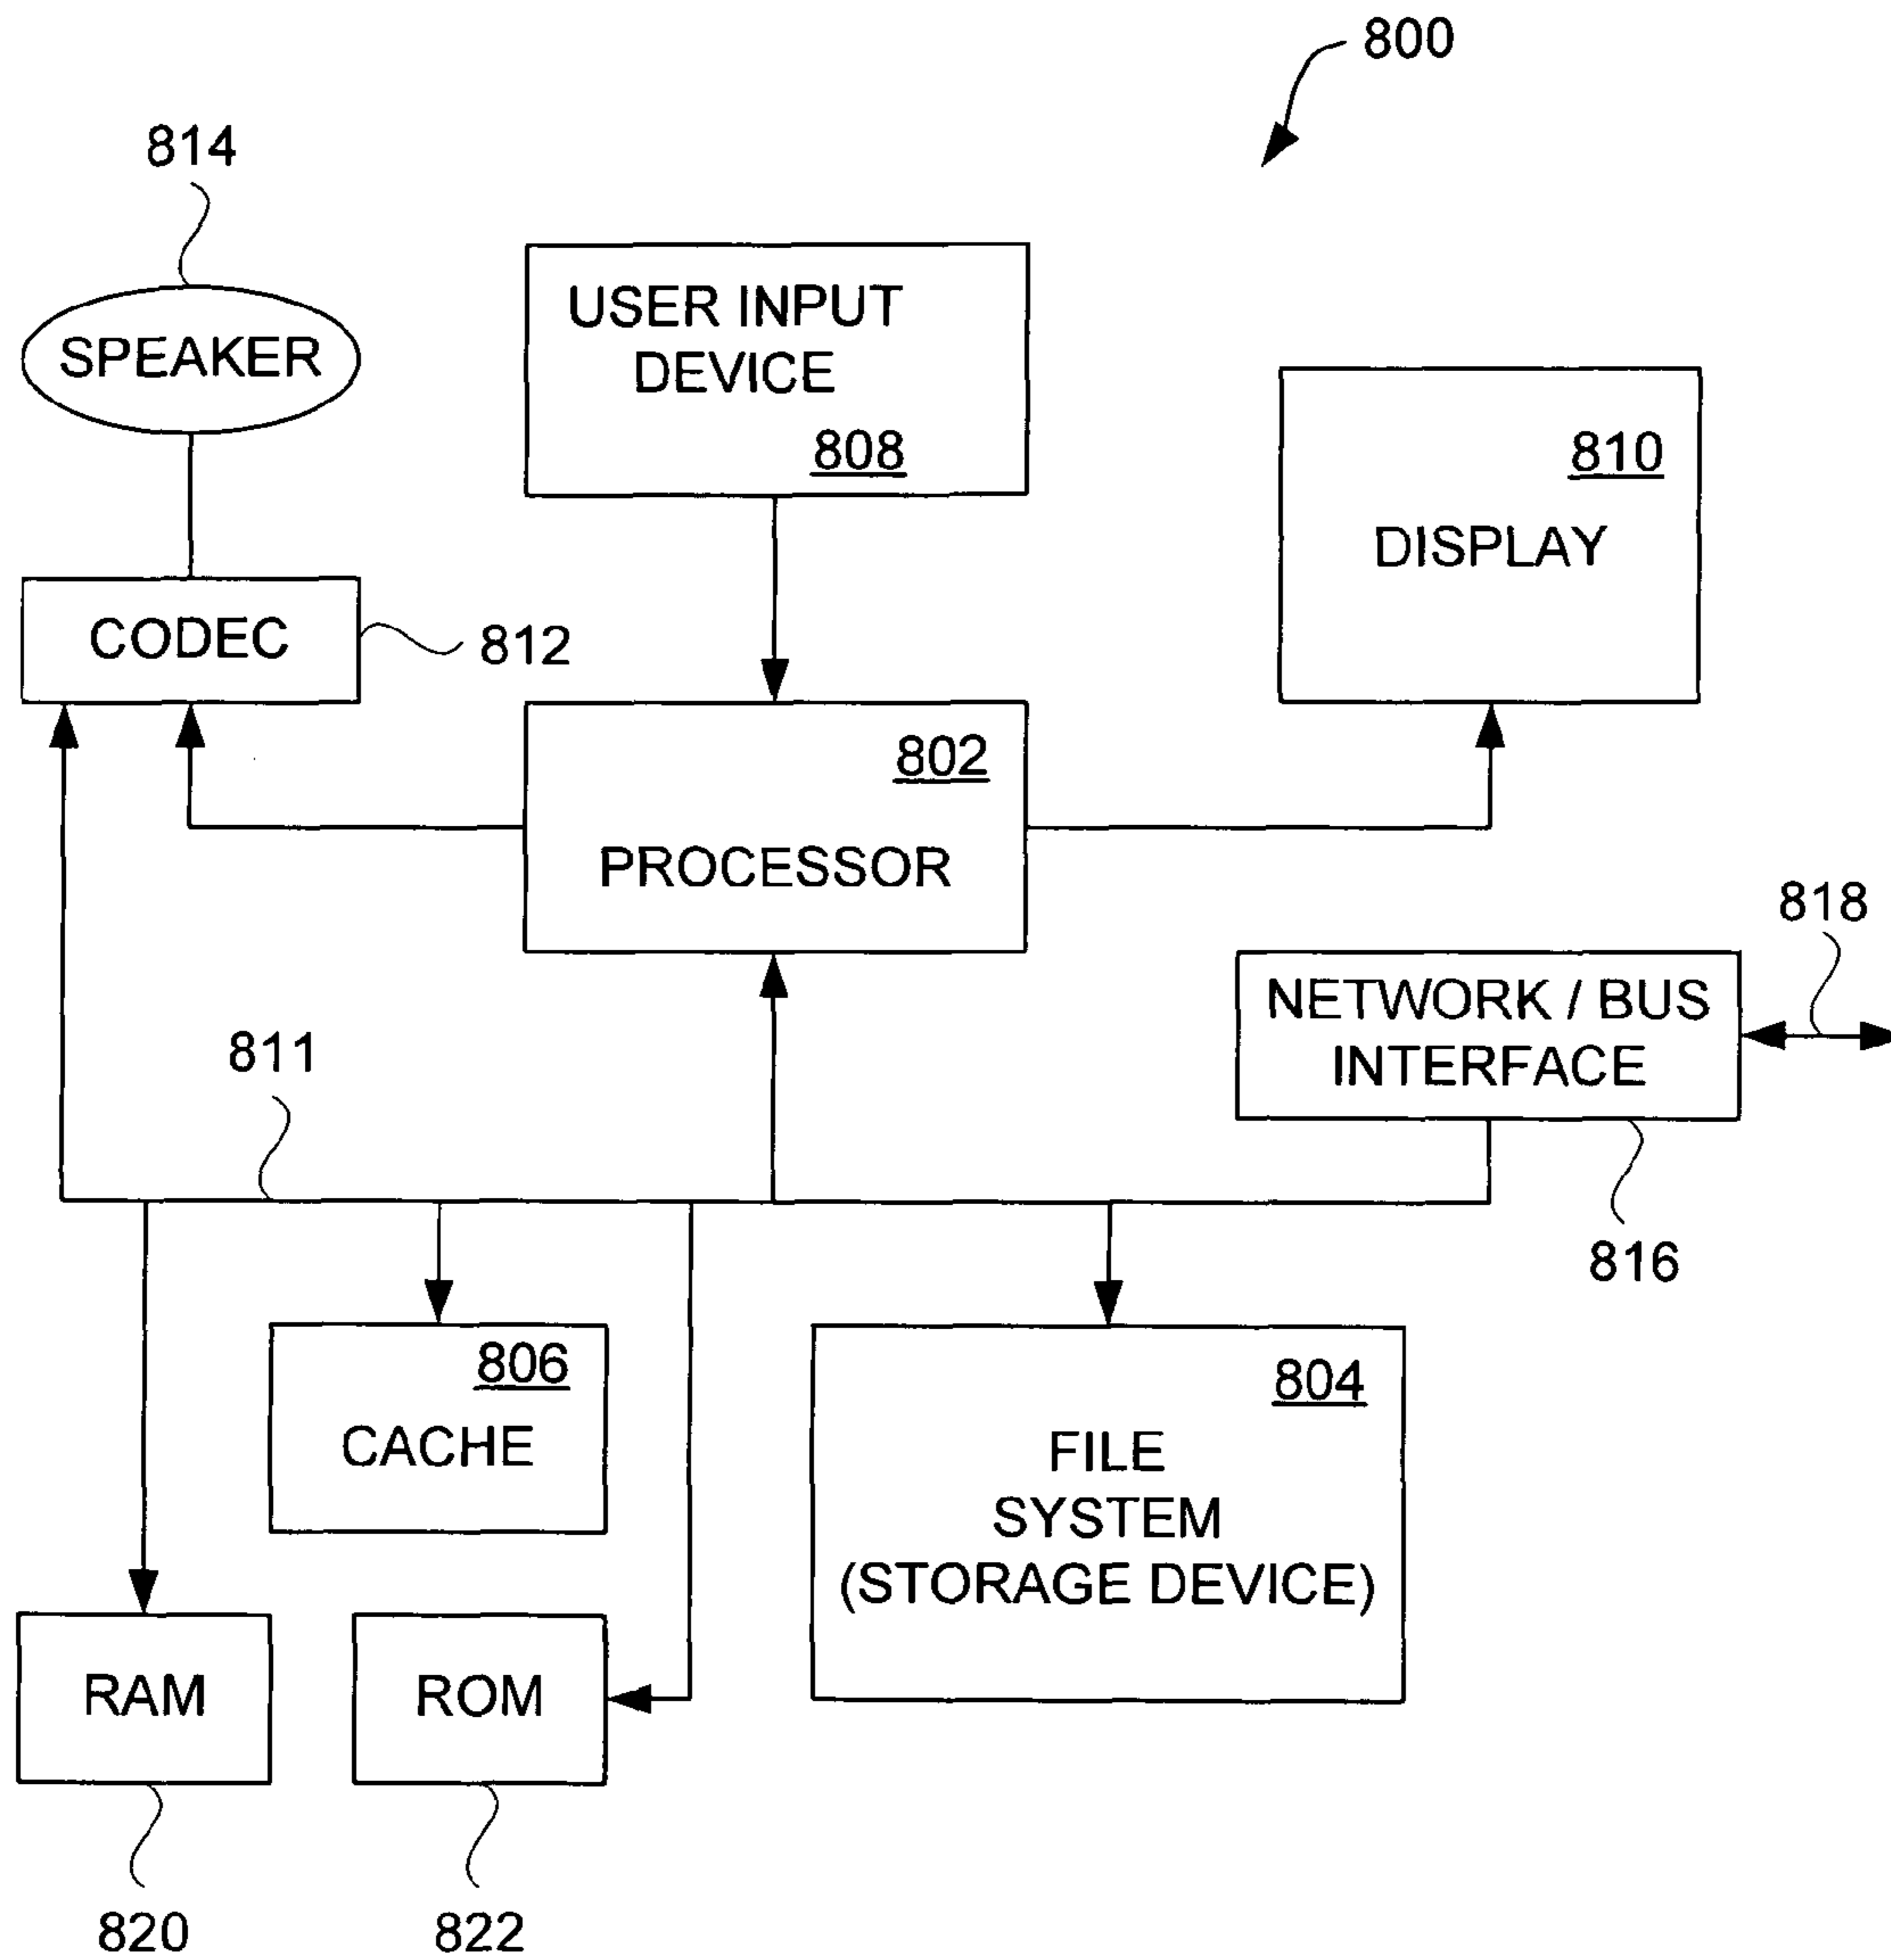 800
814
SPEAKER
USER INPUT
DEVICE
808
810
DISPLAY
CODEC
812
802
PROCESSOR
818
NETWORK / BUS
INTERFACE
811
816
806
CACHE
804
FILE
SYSTEM
(STORAGE DEVICE)
RAM
ROM
820
822